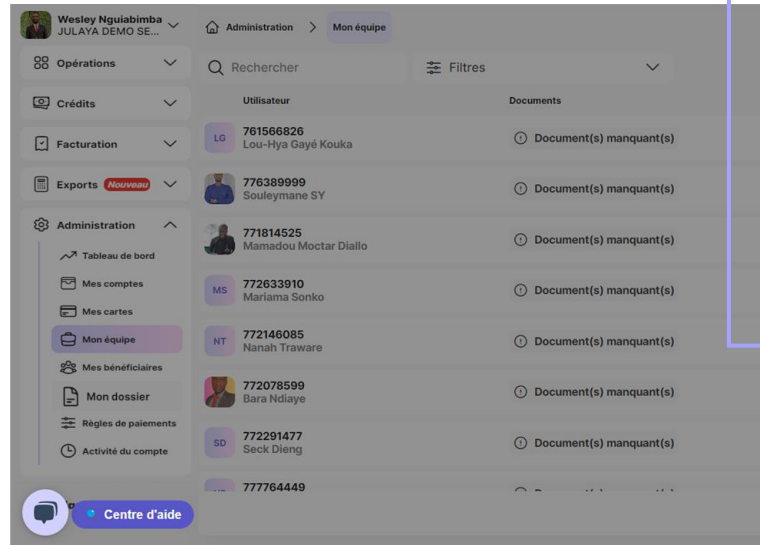 Wesley Nguiabimba
JULAYA DEMO SE...
Administration > Mon équipe
Opérations
Crédits
Facturation
Exports Nouveau
Administration
Tableau de bord
Mes comptes
Mes cartes
Mon équipe
Mes bénéficiaires
Mon dossier
Règles de paiements
Activité du compte
Centre d'aide
Rechercher
Filtres
Utilisateur Documents
LG 761566826
Lou-Hya Gayé Kouka
Document(s) manquant(s)
776389999
Souleymane SY
Document(s) manquant(s)
771814525
Mamadou Moctar Diallo
Document(s) manquant(s)
MS 772633910
Mariama Sonko
Document(s) manquant(s)
NT 772146085
Nanah Traware
Document(s) manquant(s)
772078599
Bara Ndiaye
Document(s) manquant(s)
SD 772291477
Seck Dieng
Document(s) manquant(s)
777764449